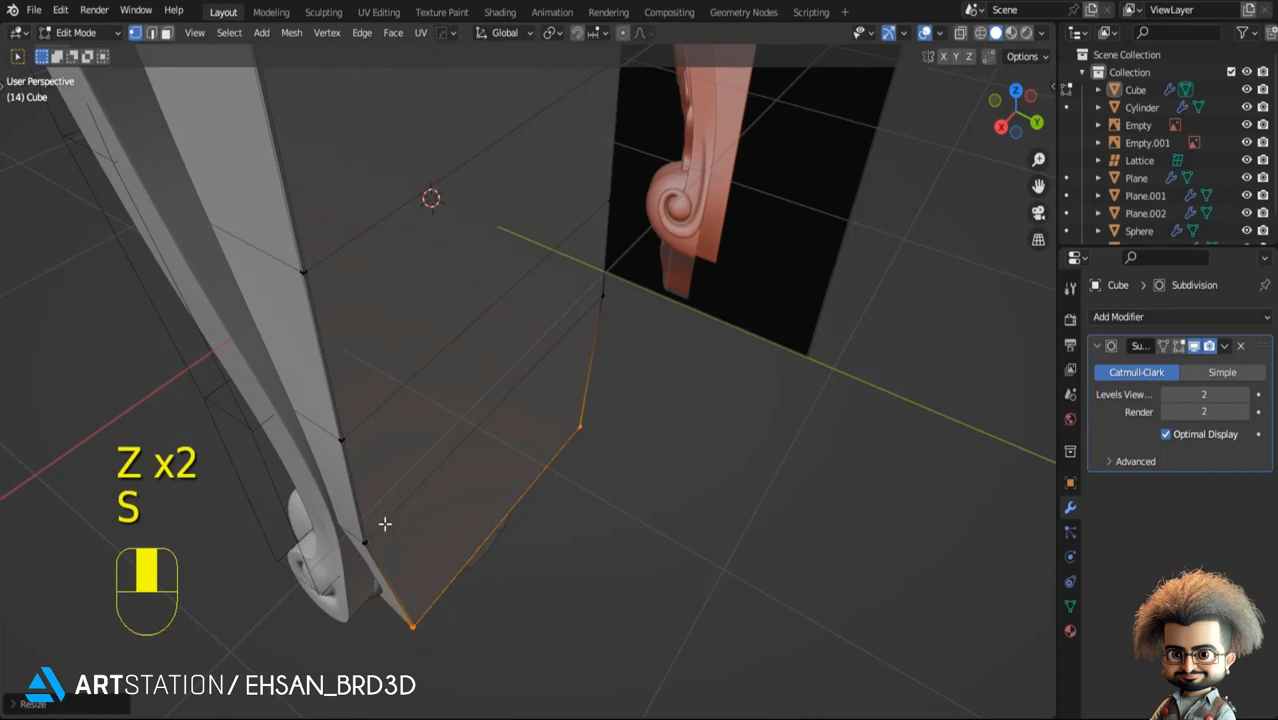 File Edit Render Window Help Layout Modeling Sculpting UV Editing Texture Paint Shading Animation Rendering Compositing Geometry Nodes Scripting + Scene ViewLayer
Edit Mode View Select Add Mesh Vertex Edge Face UV Global
X Y Z Options
User Perspective
(14) Cube
Z
Y
X
Scene Collection
Collection
Cube
Cylinder
Empty
Empty.001
Lattice
Plane
Plane.001
Plane.002
Sphere
Cube Subdivision
Add Modifier
Su...
Catmull-Clark Simple
Levels View... 2
Render 2
Optimal Display
Advanced
Z x2
S
ARTSTATION / EHSAN_BRD3D
Resize